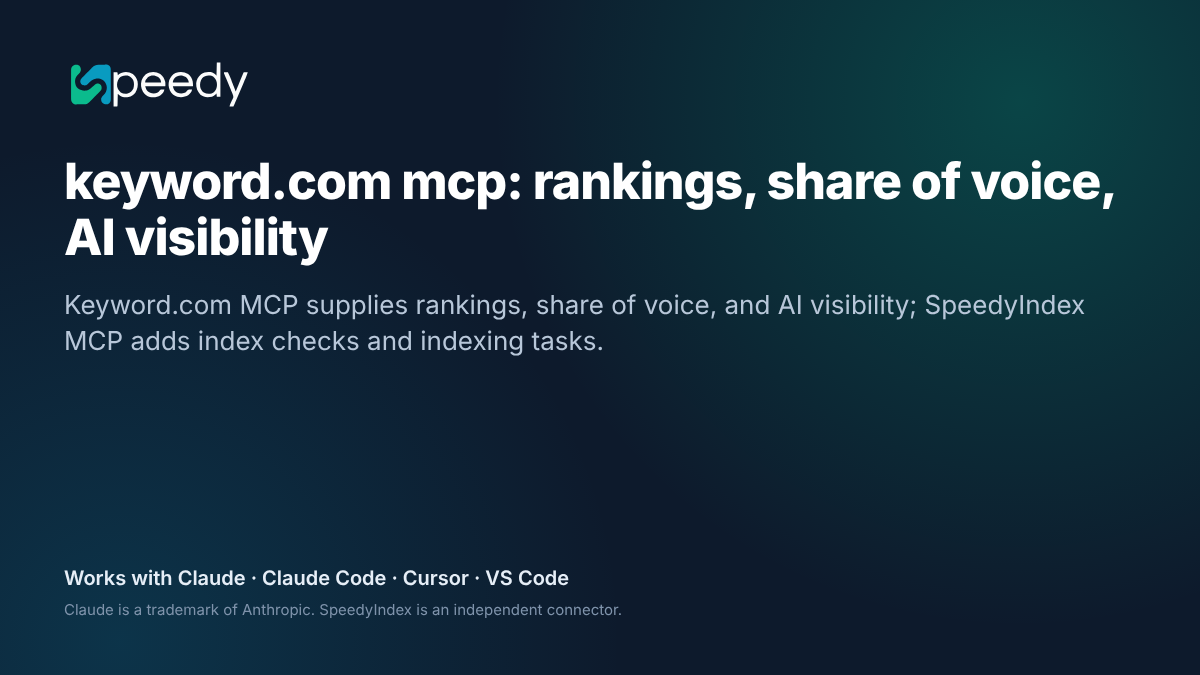 Speedy
keyword.com mcp: rankings, share of voice,
AI visibility
Keyword.com MCP supplies rankings, share of voice, and AI visibility; SpeedyIndex
MCP adds index checks and indexing tasks.
Works with Claude · Claude Code · Cursor · VS Code
Claude is a trademark of Anthropic. SpeedyIndex is an independent connector.